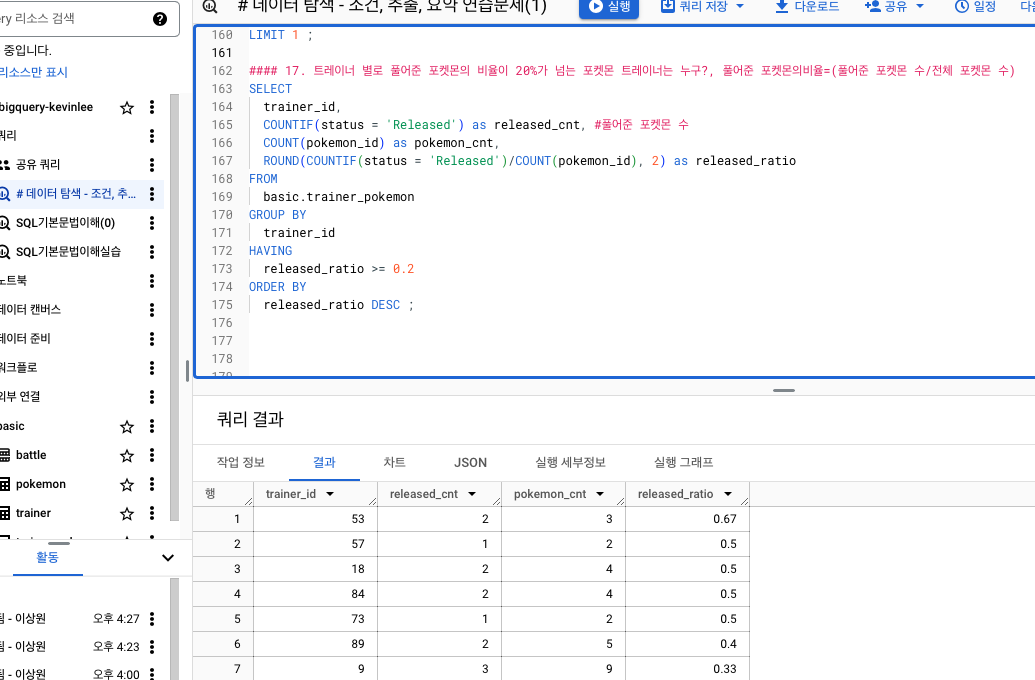 ry 리소스 검색
중입니다.
리소스만 표시
bigquery-kevinlee
쿼리
공유 쿼리
# 데이터 탐색 - 조건, 추...
SQL기본문법이해(0)
SQL기본문법이해실습
노트북
데이터 캔버스
데이터 준비
워크플로
외부 연결
basic
battle
pokemon
trainer
활동
팀 - 이상원 오후 4:27
팀 - 이상원 오후 4:23
팀 - 이상원 오후 4:00
# 데이터 탐색 - 조건, 추출, 요약 연습문제(1) 실행 쿼리 저장 다운로드 공유 일정
160 LIMIT 1 ;
161
162 #### 17. 트레이너 별로 풀어준 포켓몬의 비율이 20%가 넘는 포켓몬 트레이너는 누구?, 풀어준 포켓몬의비율=(풀어준 포켓몬 수/전체 포켓몬 수)
163 SELECT
164 trainer_id,
165 COUNTIF(status = 'Released') as released_cnt, #풀어준 포켓몬 수
166 COUNT(pokemon_id) as pokemon_cnt,
167 ROUND(COUNTIF(status = 'Released')/COUNT(pokemon_id), 2) as released_ratio
168 FROM
169 basic.trainer_pokemon
170 GROUP BY
171 trainer_id
172 HAVING
173 released_ratio >= 0.2
174 ORDER BY
175 released_ratio DESC ;
176
177
178
쿼리 결과
작업 정보 결과 차트 JSON 실행 세부정보 실행 그래프
행 trainer_id released_cnt pokemon_cnt released_ratio
1 53 2 3 0.67
2 57 1 2 0.5
3 18 2 4 0.5
4 84 2 4 0.5
5 73 1 2 0.5
6 89 2 5 0.4
7 9 3 9 0.33